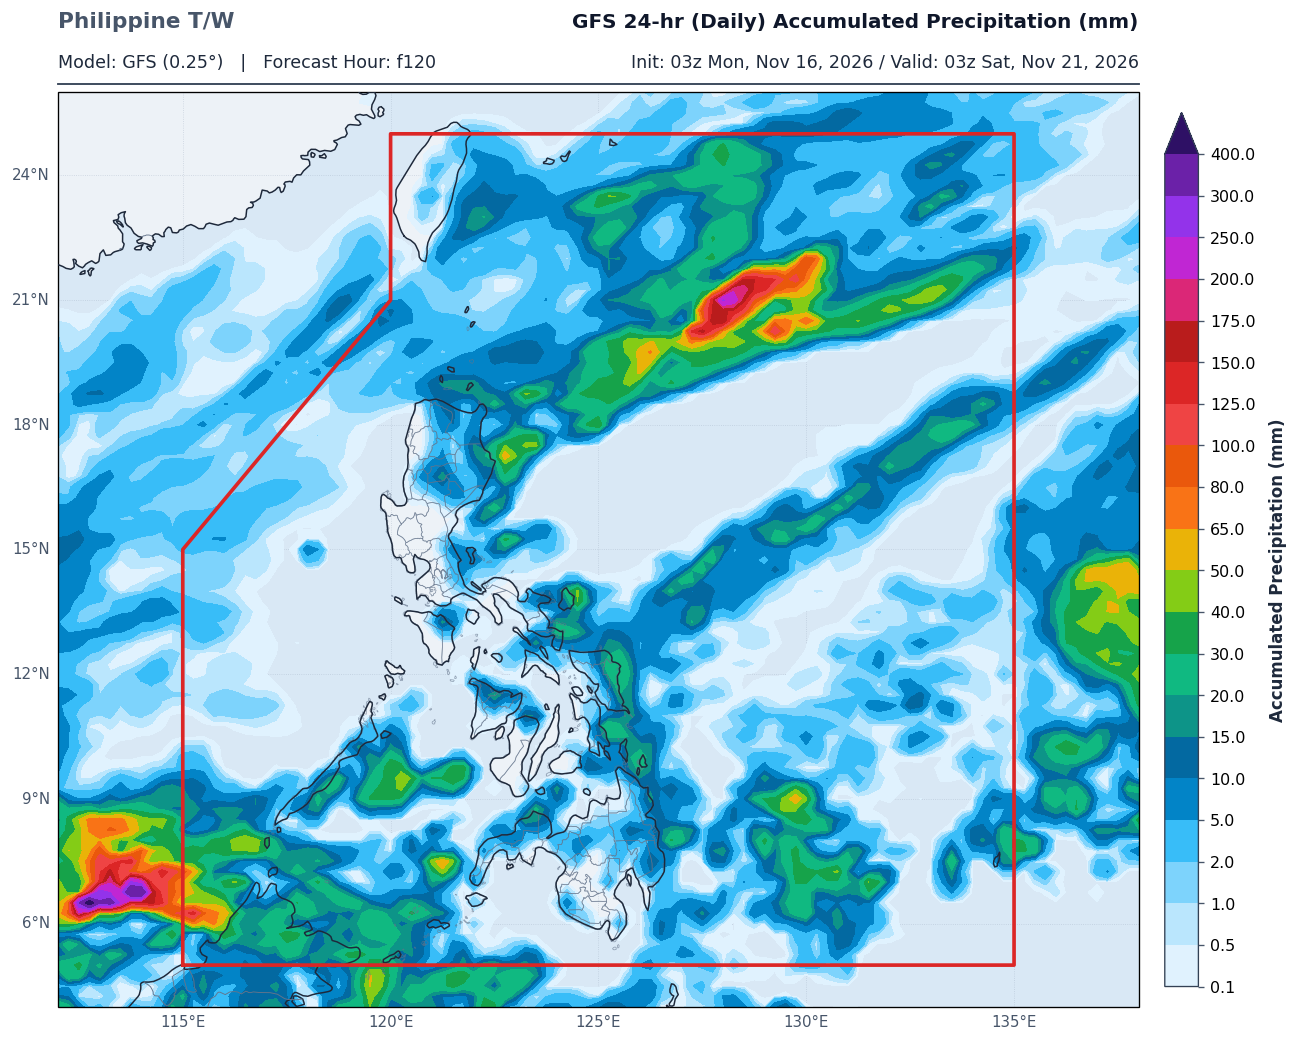 Philippine T/W
GFS 24-hr (Daily) Accumulated Precipitation (mm)
Model: GFS (0.25°)   |   Forecast Hour: f120
Init: 03z Mon, Nov 16, 2026 / Valid: 03z Sat, Nov 21, 2026
24°N
21°N
18°N
15°N
12°N
9°N
6°N
115°E
120°E
125°E
130°E
135°E
400.0
300.0
250.0
200.0
175.0
150.0
125.0
100.0
80.0
65.0
50.0
40.0
30.0
20.0
15.0
10.0
5.0
2.0
1.0
0.5
0.1
Accumulated Precipitation (mm)